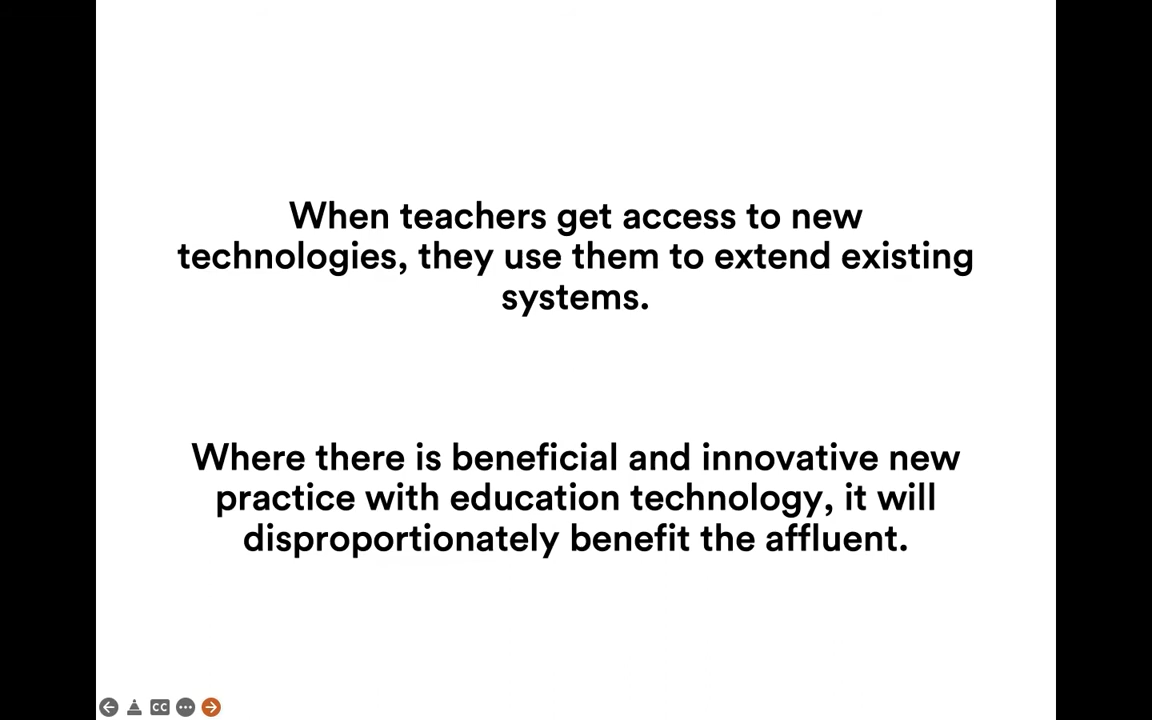 When teachers get access to new
technologies, they use them to extend existing
systems.
Where there is beneficial and innovative new
practice with education technology, it will
disproportionately benefit the affluent.
CC